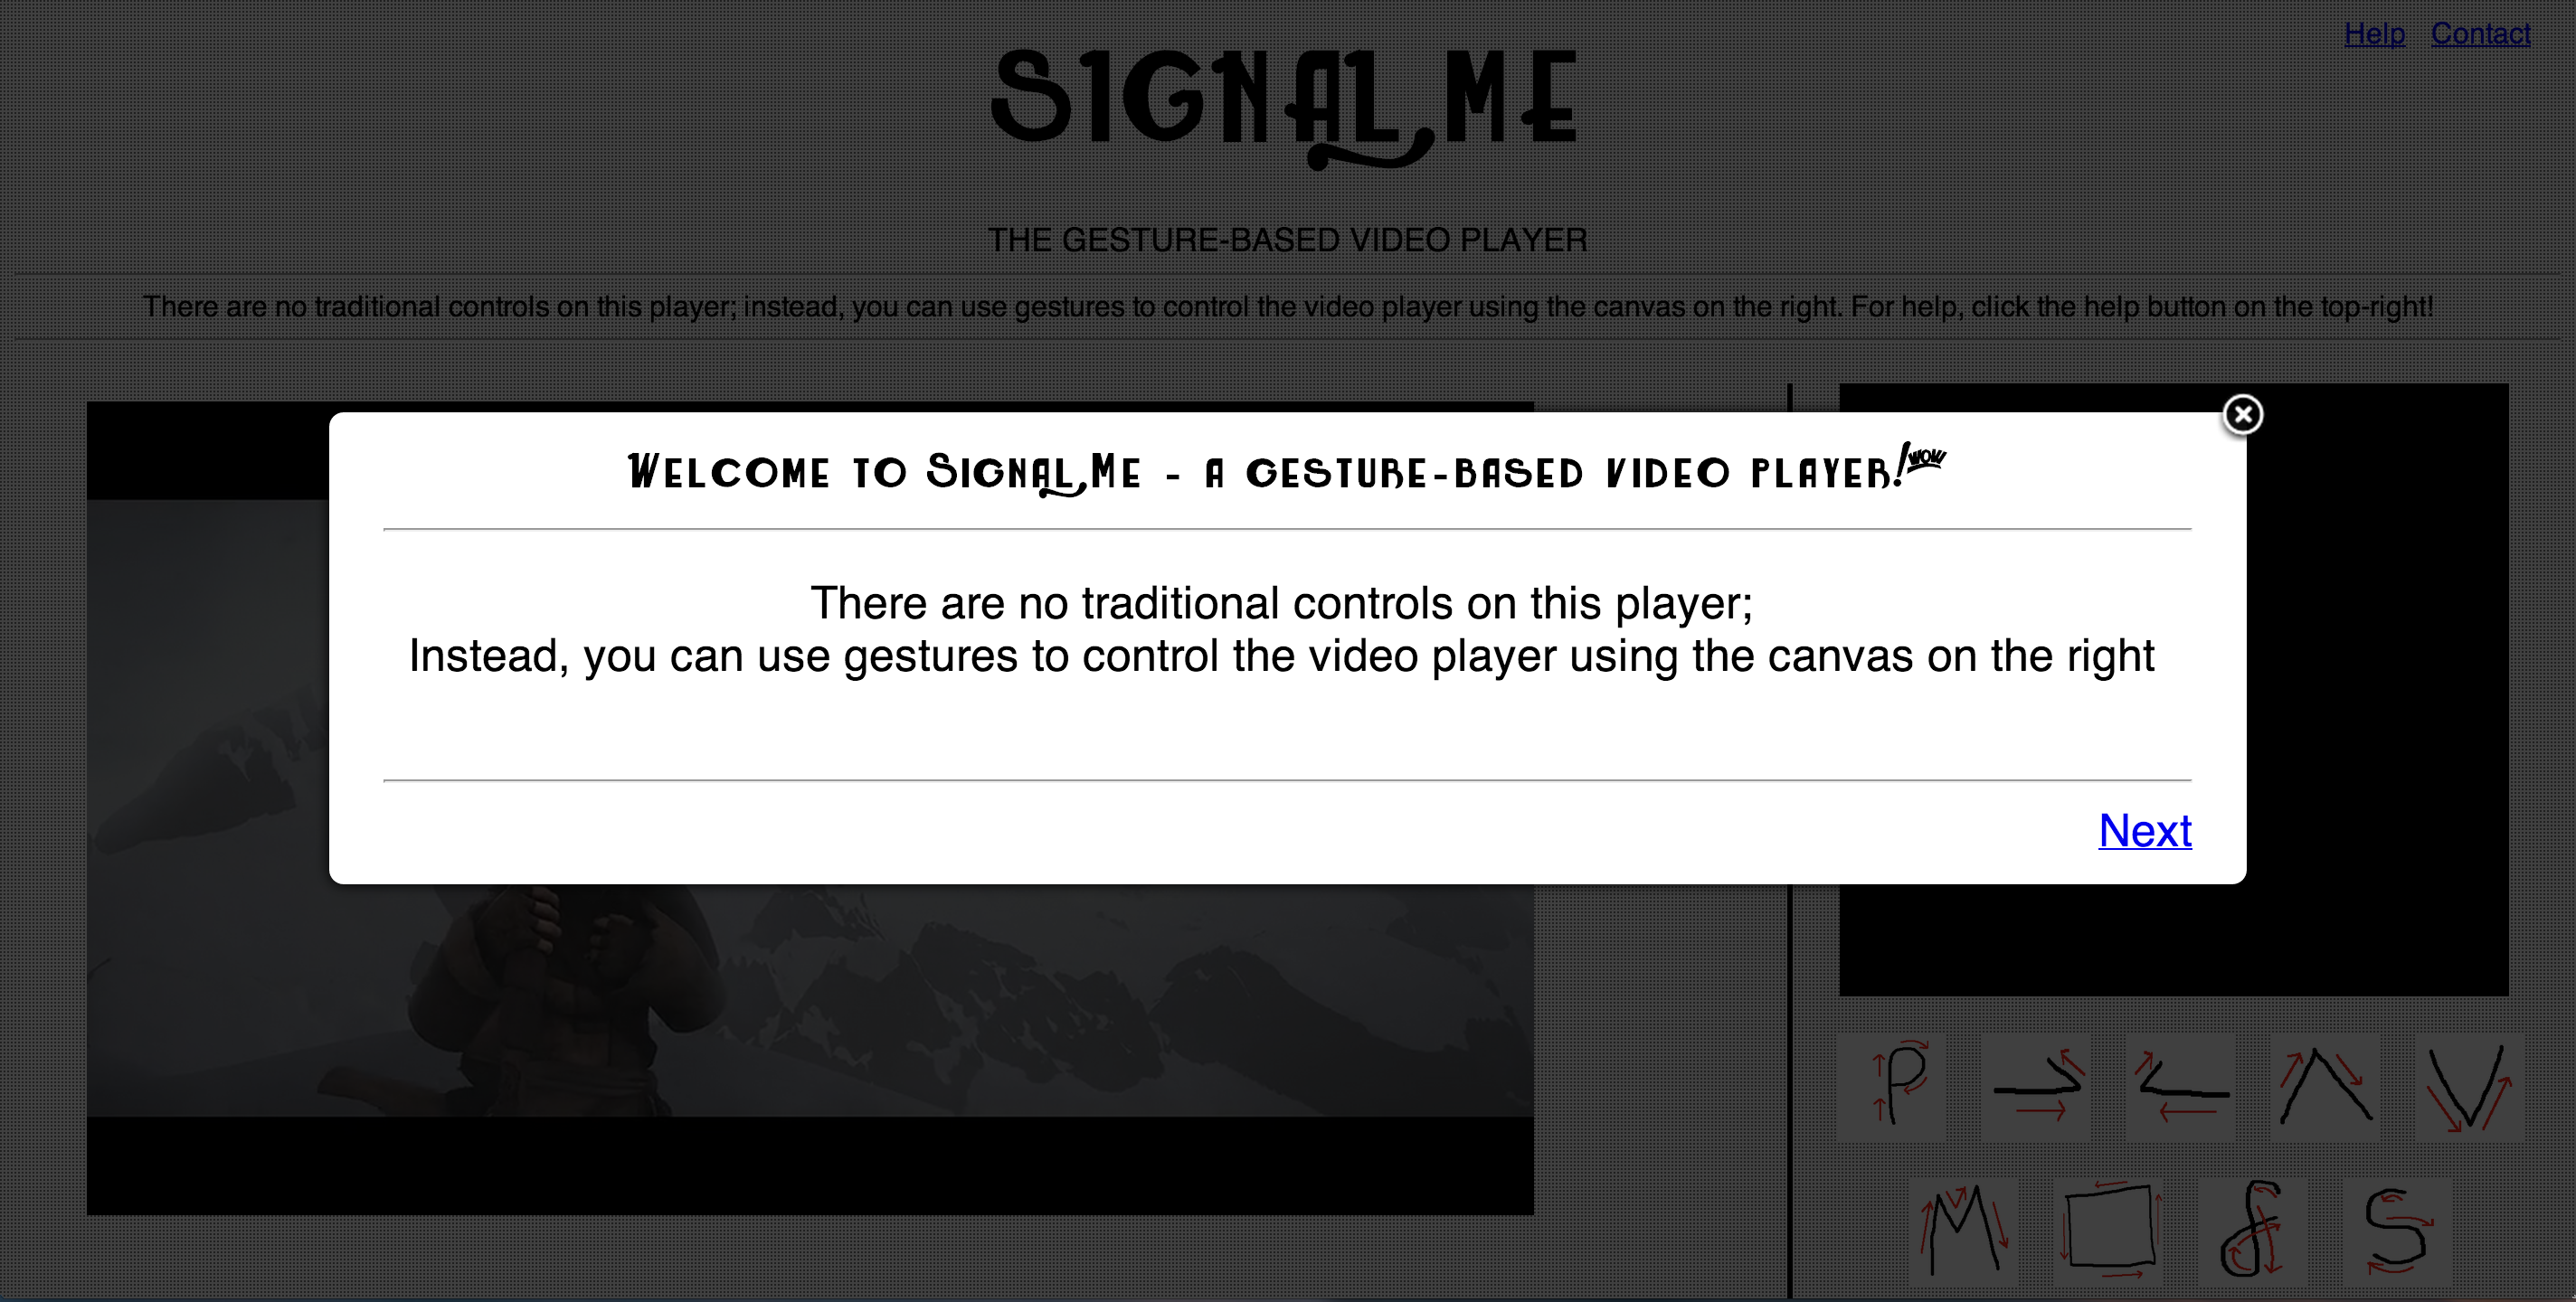 Help Contact
SIGNAL ME
THE GESTURE-BASED VIDEO PLAYER
There are no traditional controls on this player; instead, you can use gestures to control the video player using the canvas on the right. For help, click the help button on the top-right!
Welcome to Signal Me - a gesture-based video player! WOW
There are no traditional controls on this player;
Instead, you can use gestures to control the video player using the canvas on the right
Next
P
M S